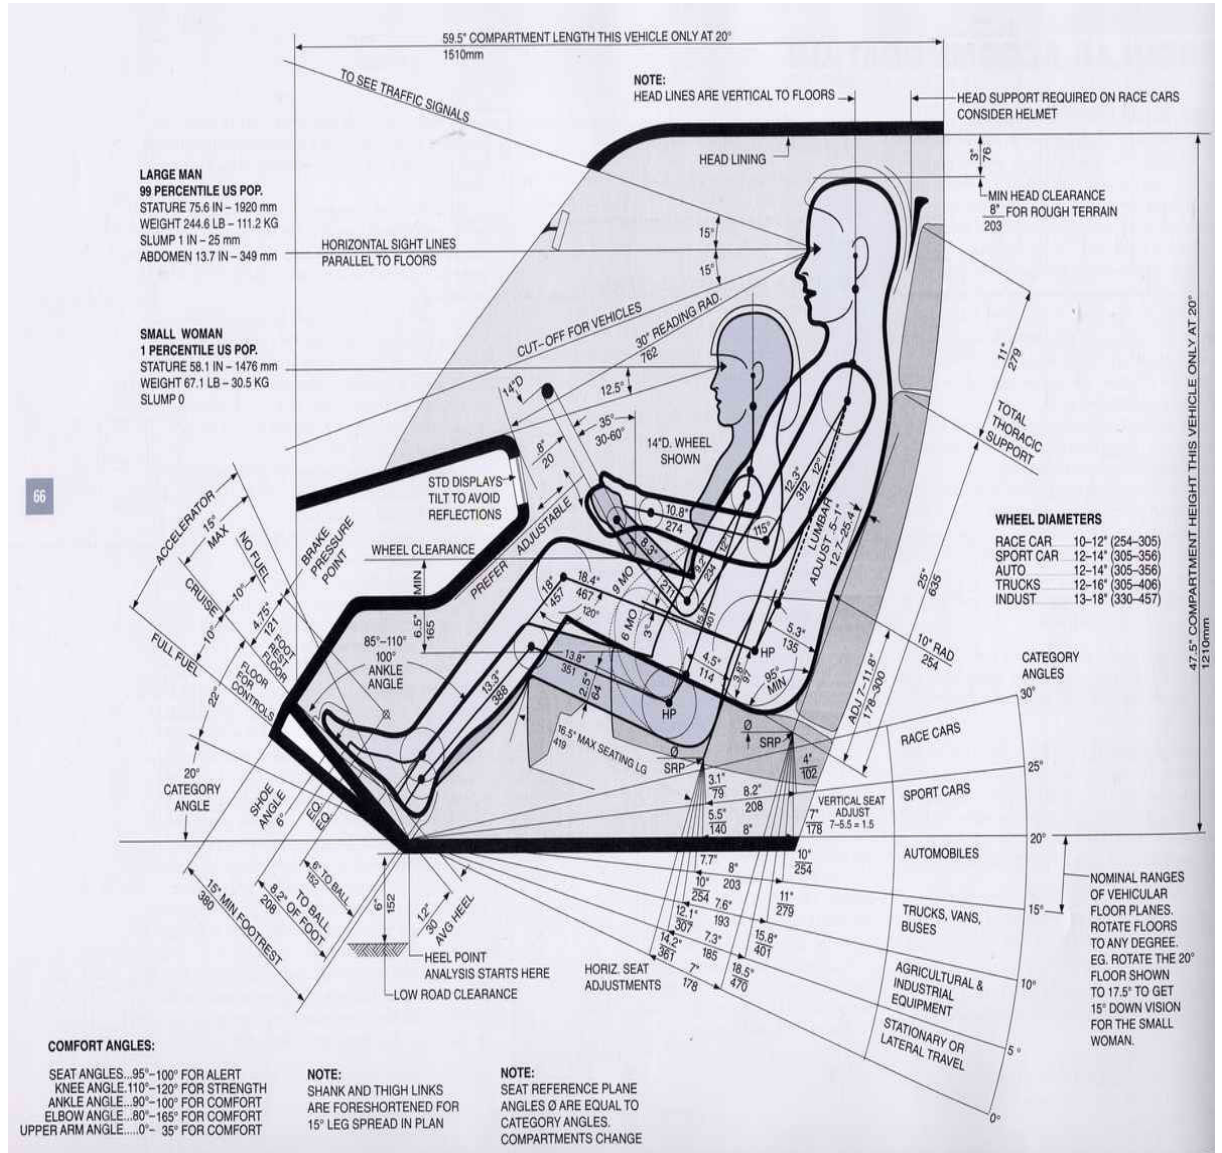 59.5" COMPARTMENT LENGTH THIS VEHICLE ONLY AT 20°
1510mm
TO SEE TRAFFIC SIGNALS
NOTE:
HEAD LINES ARE VERTICAL TO FLOORS
HEAD SUPPORT REQUIRED ON RACE CARS
CONSIDER HELMET
HEAD LINING
3"
76
MIN HEAD CLEARANCE
8" FOR ROUGH TERRAIN
203
LARGE MAN
99 PERCENTILE US POP.
STATURE 75.6 IN – 1920 mm
WEIGHT 244.6 LB – 111.2 KG
SLUMP 1 IN – 25 mm
ABDOMEN 13.7 IN – 349 mm
HORIZONTAL SIGHT LINES
PARALLEL TO FLOORS
15°
15°
SMALL WOMAN
1 PERCENTILE US POP.
STATURE 58.1 IN – 1476 mm
WEIGHT 67.1 LB – 30.5 KG
SLUMP 0
CUT–OFF FOR VEHICLES
30" READING RAD.
762
12.5°
14"D
35°
30-60°
8"
20
14"D. WHEEL
SHOWN
11"
279
TOTAL
THORACIC
SUPPORT
47.5" COMPARTMENT HEIGHT THIS VEHICLE ONLY AT 20°
1210mm
66
STD DISPLAYS
TILT TO AVOID
REFLECTIONS
PREFER ADJUSTABLE
WHEEL CLEARANCE
6.5" MIN
165
ACCELERATOR
15°
MAX
NO FUEL
CRUISE
10°
10°
FULL FUEL
BRAKE
PRESSURE
POINT
4.75"
121
FOOT
REST
FLOOR
FLOOR
FOR
CONTROLS
22°
85°–110°
100°
ANKLE
ANGLE
10.8"
274
12.3"
312
12°
115°
LUMBAR
ADJUST .5–1"
12.7–25.4
8.3"
211
9.2"
234
12°
15.8"
401
9 MO
6 MO
3°
18"
457
18.4"
467
120°
13.8"
351
13.3"
388
2.5"
64
4.5"
114
5.3"
135
95°
MIN
HP
HP
25"
635
10" RAD
254
ADJ 7–11.8"
178–300
WHEEL DIAMETERS
RACE CAR 10–12" (254–305)
SPORT CAR 12–14" (305–356)
AUTO 12–14" (305–356)
TRUCKS 12–16" (305–406)
INDUST 13–18" (330–457)
CATEGORY
ANGLES
30°
RACE CARS
25°
SPORT CARS
20°
AUTOMOBILES
15°
TRUCKS, VANS,
BUSES
10°
AGRICULTURAL &
INDUSTRIAL
EQUIPMENT
5°
STATIONARY OR
LATERAL TRAVEL
0°
16.5" MAX SEATING LG
419
Ø
SRP
Ø
SRP
4"
102
3.1"
79
8.2"
208
5.5"
140
8"
7"
178
VERTICAL SEAT
ADJUST
7–5.5 = 1.5
7.7"
8"
203
10"
254
10"
254
7.6"
193
11"
279
12.1"
307
7.3"
185
15.8"
401
14.2"
361
7"
178
18.5"
470
HORIZ. SEAT
ADJUSTMENTS
20°
CATEGORY
ANGLE
SHOE
ANGLE
6°
EQ.
EQ.
6" TO BALL
152
8.2" TO BALL
208 OF FOOT
15" MIN FOOTREST
380
6"
152
12"
30
AVG HEEL
HEEL POINT
ANALYSIS STARTS HERE
LOW ROAD CLEARANCE
NOMINAL RANGES
OF VEHICULAR
FLOOR PLANES.
ROTATE FLOORS
TO ANY DEGREE.
EG. ROTATE THE 20°
FLOOR SHOWN
TO 17.5° TO GET
15° DOWN VISION
FOR THE SMALL
WOMAN.
COMFORT ANGLES:
SEAT ANGLES...95°–100° FOR ALERT
KNEE ANGLE.110°–120° FOR STRENGTH
ANKLE ANGLE...90°–100° FOR COMFORT
ELBOW ANGLE...80°–165° FOR COMFORT
UPPER ARM ANGLE.....0°– 35° FOR COMFORT
NOTE:
SHANK AND THIGH LINKS
ARE FORESHORTENED FOR
15° LEG SPREAD IN PLAN
NOTE:
SEAT REFERENCE PLANE
ANGLES Ø ARE EQUAL TO
CATEGORY ANGLES.
COMPARTMENTS CHANGE